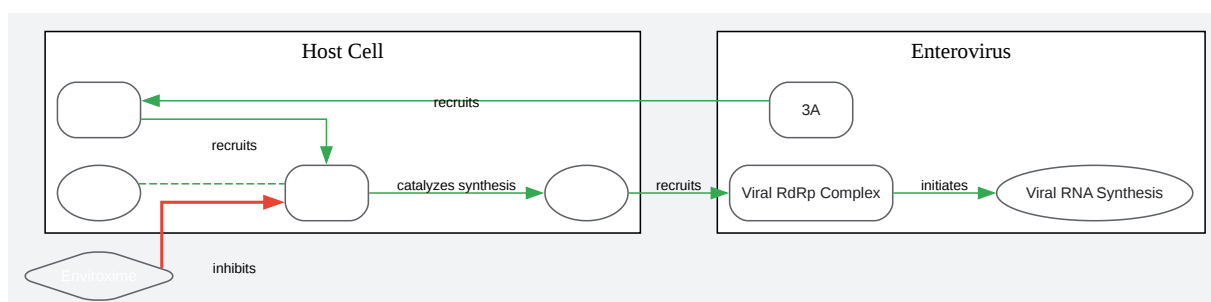 Host Cell
Enterovirus
recruits
3A
recruits
catalyzes synthesis
recruits
Viral RdRp Complex
initiates
Viral RNA Synthesis
Enviroxime
inhibits